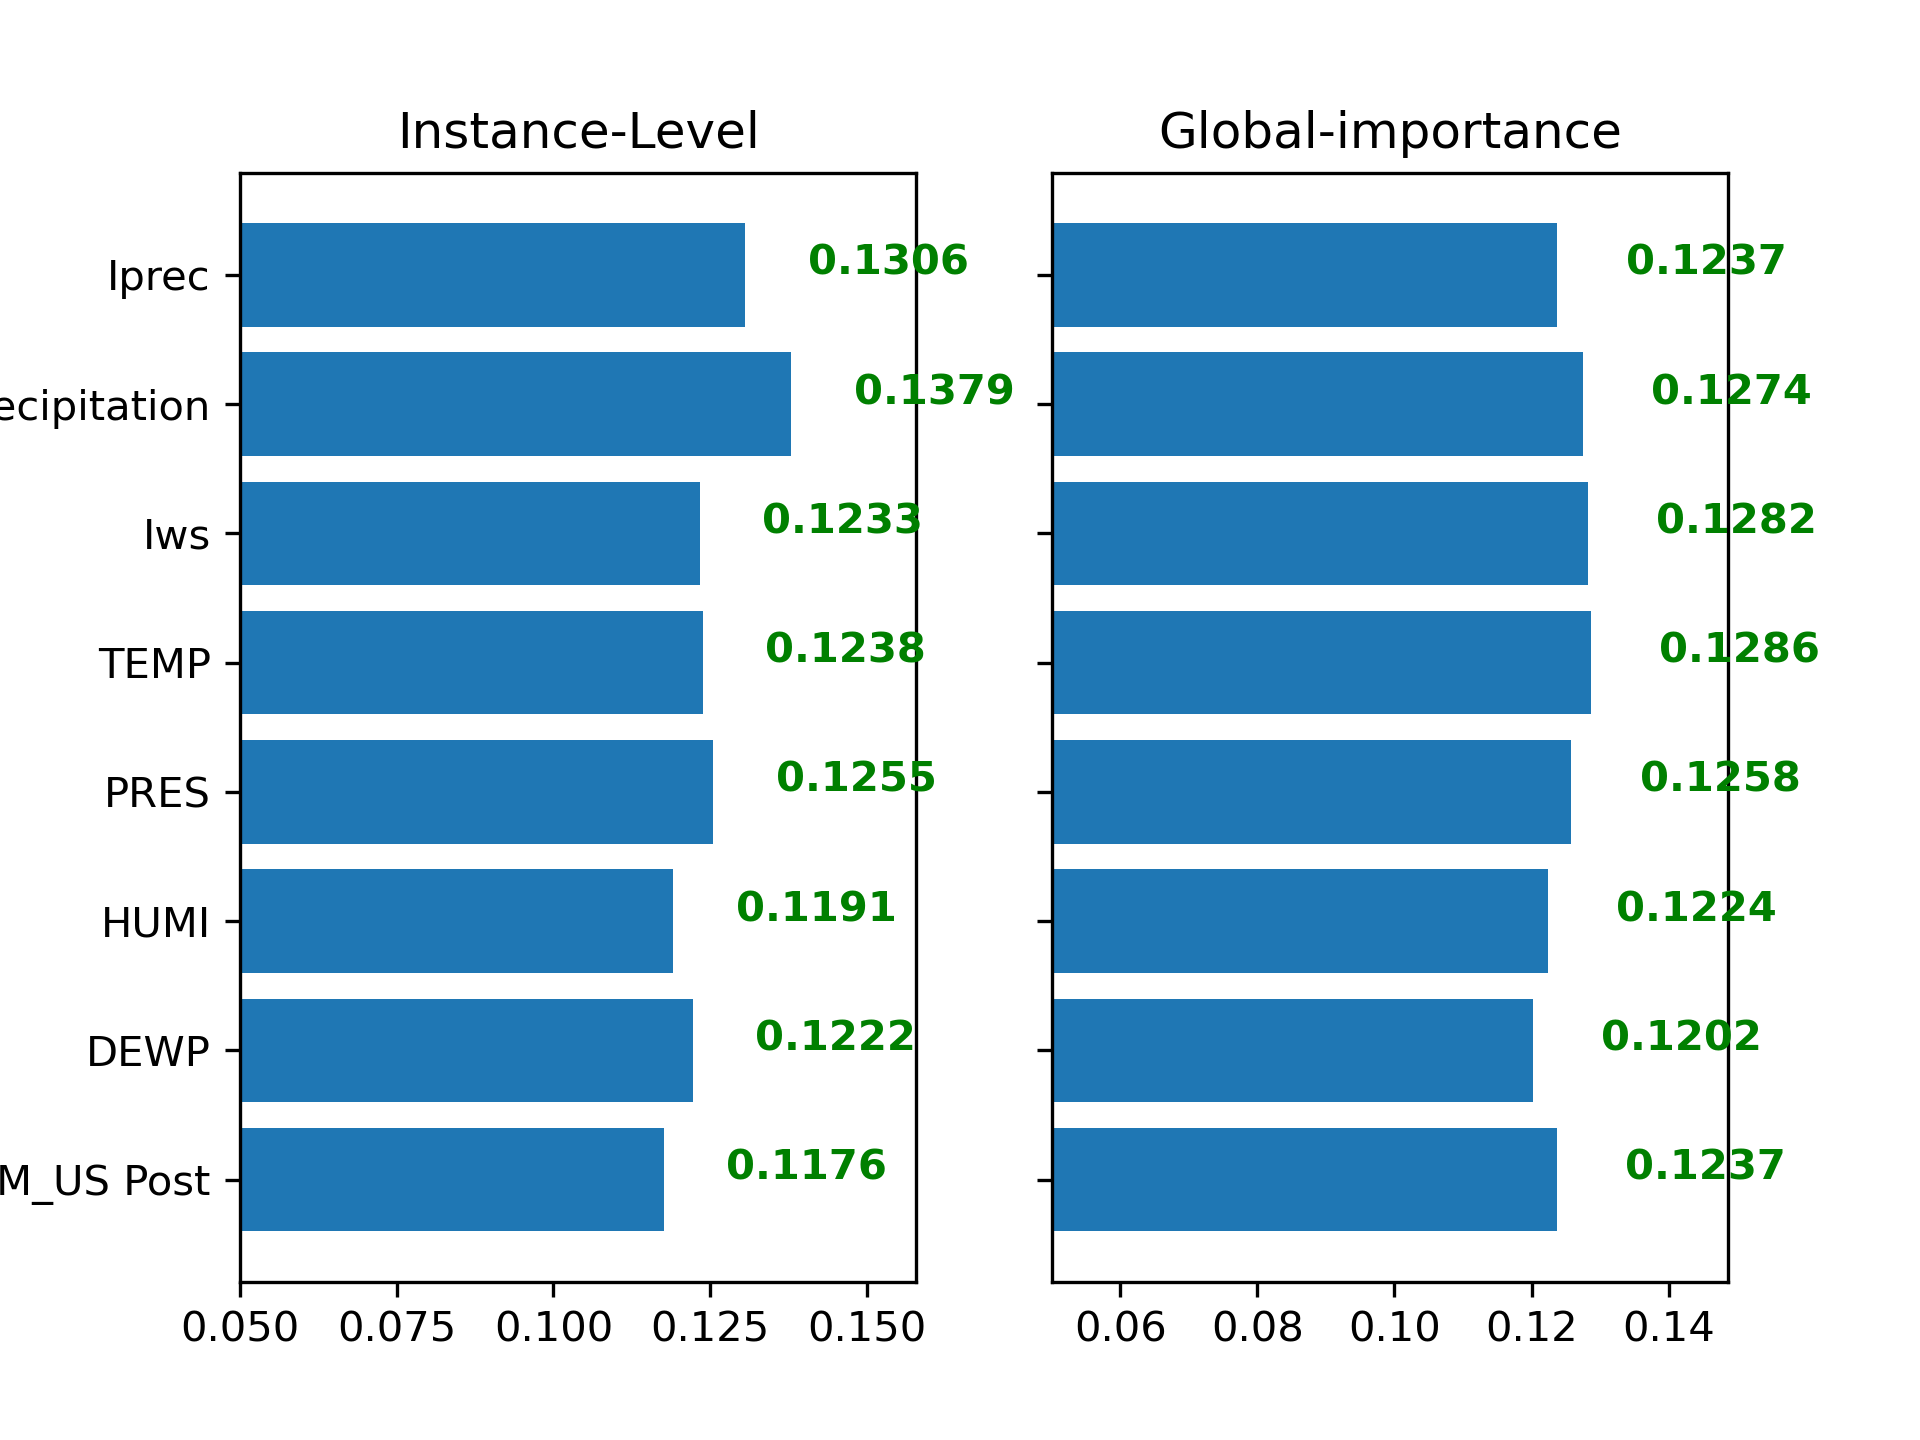 Instance-Level
Global-importance
Iprec
ecipitation
Iws
TEMP
PRES
HUMI
DEWP
M_US Post
0.1306
0.1379
0.1233
0.1238
0.1255
0.1191
0.1222
0.1176
0.050 0.075 0.100 0.125 0.150
0.1237
0.1274
0.1282
0.1286
0.1258
0.1224
0.1202
0.1237
0.06 0.08 0.10 0.12 0.14